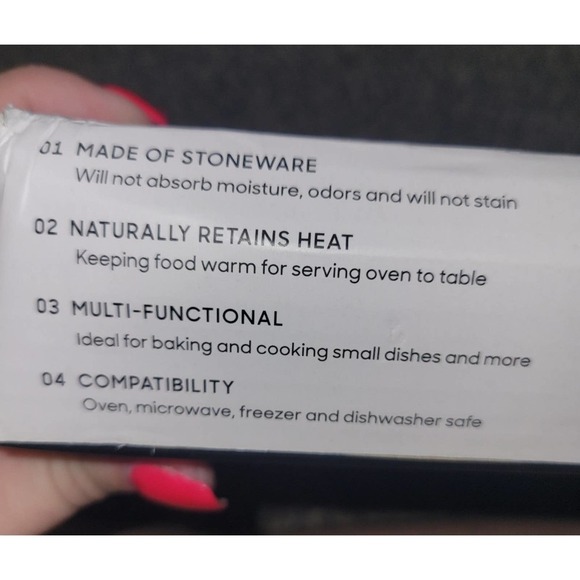 01 MADE OF STONEWARE
Will not absorb moisture, odors and will not stain
02 NATURALLY RETAINS HEAT
Keeping food warm for serving oven to table
03 MULTI-FUNCTIONAL
Ideal for baking and cooking small dishes and more
04 COMPATIBILITY
Oven, microwave, freezer and dishwasher safe